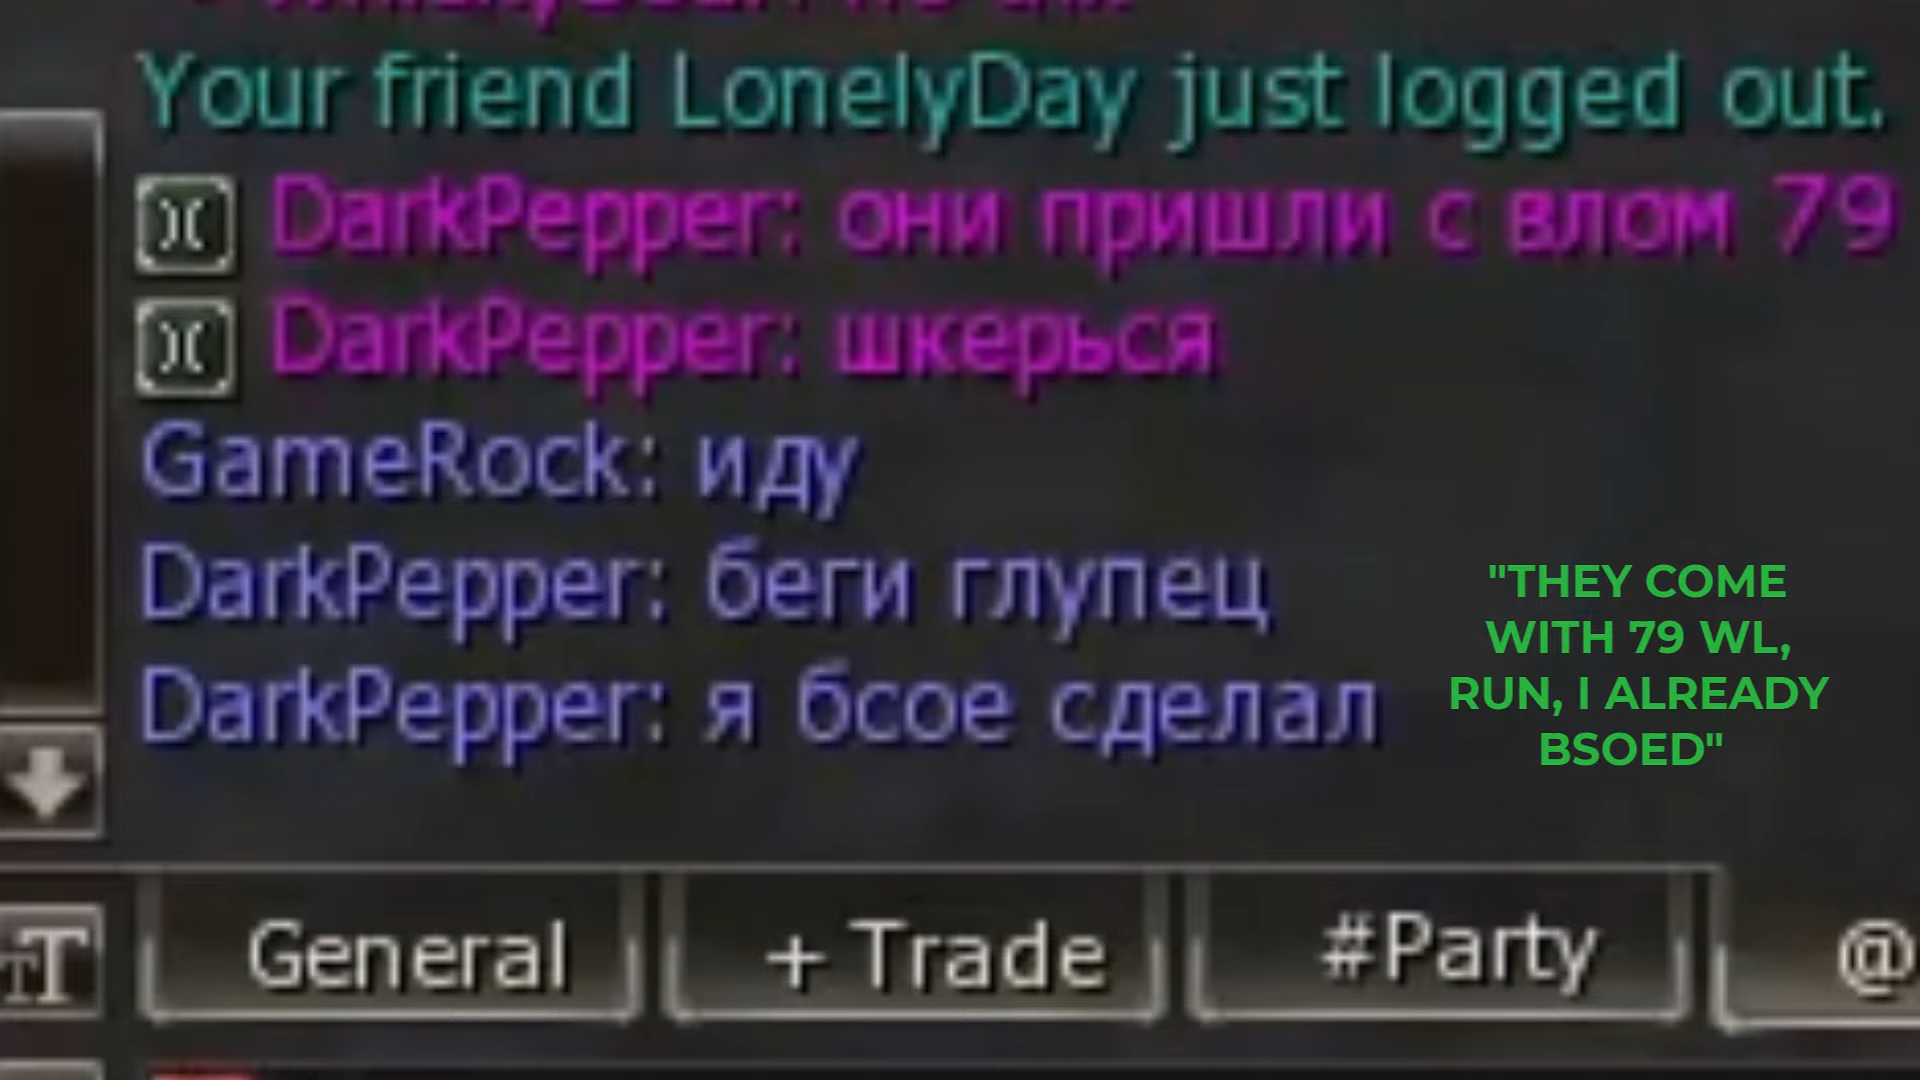 Your friend LonelyDay just logged out.
DarkPepper: они пришли с влом 79
DarkPepper: шкерься
GameRock: иду
DarkPepper: беги глупец
DarkPepper: я бсое сделал
"THEY COME
WITH 79 WL,
RUN, I ALREADY
BSOED"
TT
General
+Trade
#Party
@